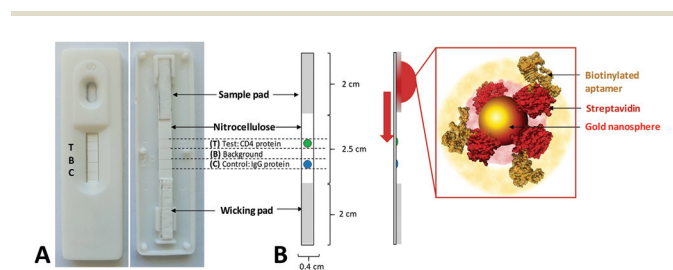 T
B
C
A
Sample pad
Nitrocellulose
(T) Test: CD4 protein
(B) Background
(C) Control: IgG protein
Wicking pad
B
2 cm
2.5 cm
2 cm
0.4 cm
Biotinylated
aptamer
Streptavidin
Gold nanosphere